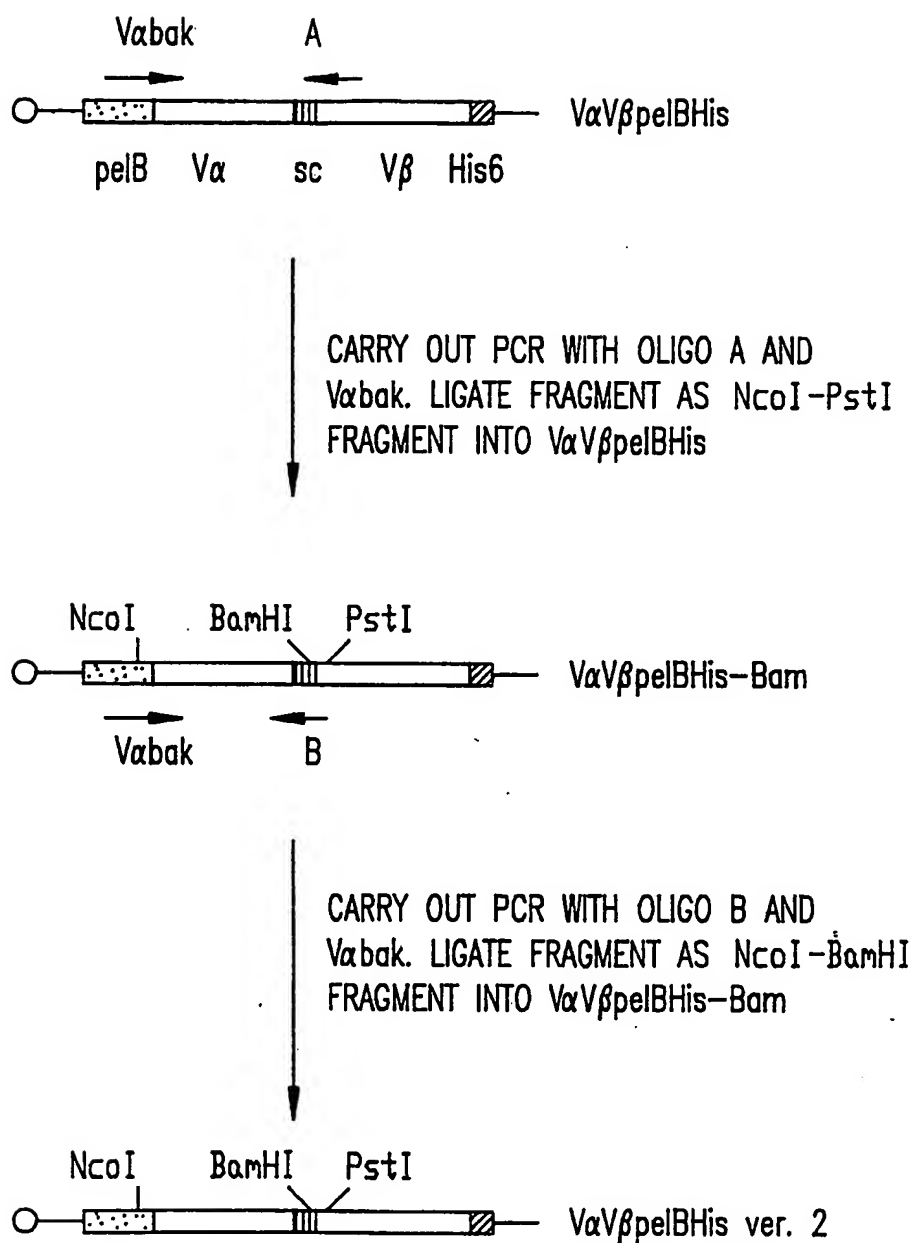 Vαbak A
VαVβpelBHis
pelB Vα sc Vβ His6
CARRY OUT PCR WITH OLIGO A AND
Vαbak. LIGATE FRAGMENT AS NcoI-PstI
FRAGMENT INTO VαVβpelBHis
NcoI BamHI PstI
VαVβpelBHis-Bam
Vαbak B
CARRY OUT PCR WITH OLIGO B AND
Vαbak. LIGATE FRAGMENT AS NcoI-BamHI
FRAGMENT INTO VαVβpelBHis-Bam
NcoI BamHI PstI
VαVβpelBHis ver. 2